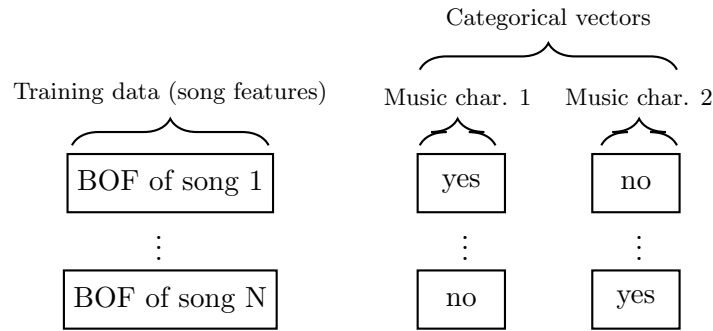 Categorical vectors
Training data (song features) Music char. 1 Music char. 2
BOF of song 1 yes no
⋮ ⋮ ⋮
BOF of song N no yes